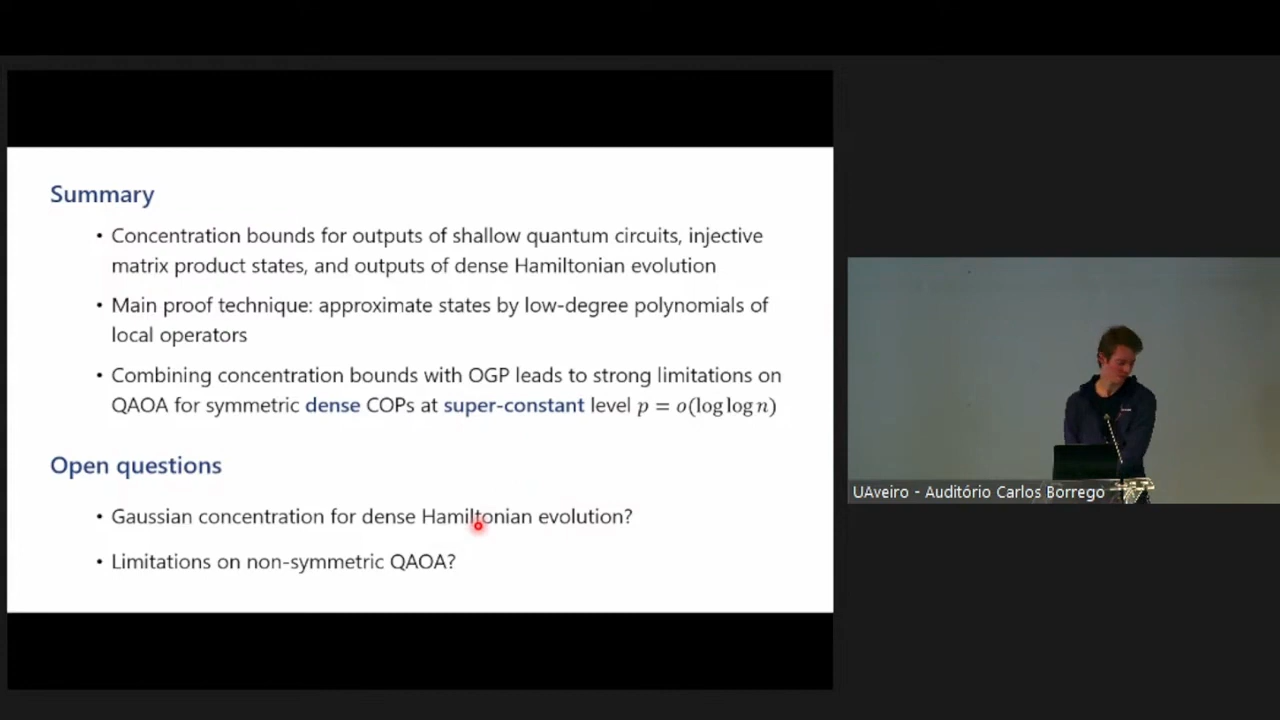 Summary
• Concentration bounds for outputs of shallow quantum circuits, injective
matrix product states, and outputs of dense Hamiltonian evolution
• Main proof technique: approximate states by low-degree polynomials of
local operators
• Combining concentration bounds with OGP leads to strong limitations on
QAOA for symmetric dense COPs at super-constant level p = o(log log n)
Open questions
• Gaussian concentration for dense Hamiltonian evolution?
• Limitations on non-symmetric QAOA?
UAveiro - Auditório Carlos Borrego